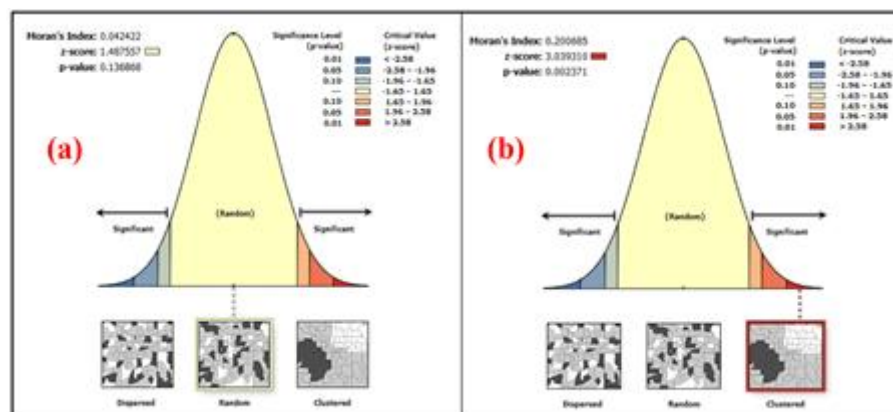 Moran's Index: 0.042422
z-score: 1.487557
p-value: 0.136868
Significance Level
(p-value)
Critical Value
(z-score)
0.01 < -2.58
0.05 -2.58 - -1.96
0.10 -1.96 - -1.65
--- -1.65 - 1.65
0.10 1.65 - 1.96
0.05 1.96 - 2.58
0.01 > 2.58
(a)
(Random)
Significant
Significant
Dispersed
Random
Clustered
Moran's Index: 0.200685
z-score: 3.039310
p-value: 0.002371
Significance Level
(p-value)
Critical Value
(z-score)
0.01 < -2.58
0.05 -2.58 - -1.96
0.10 -1.96 - -1.65
--- -1.65 - 1.65
0.10 1.65 - 1.96
0.05 1.96 - 2.58
0.01 > 2.58
(b)
(Random)
Significant
Significant
Dispersed
Random
Clustered